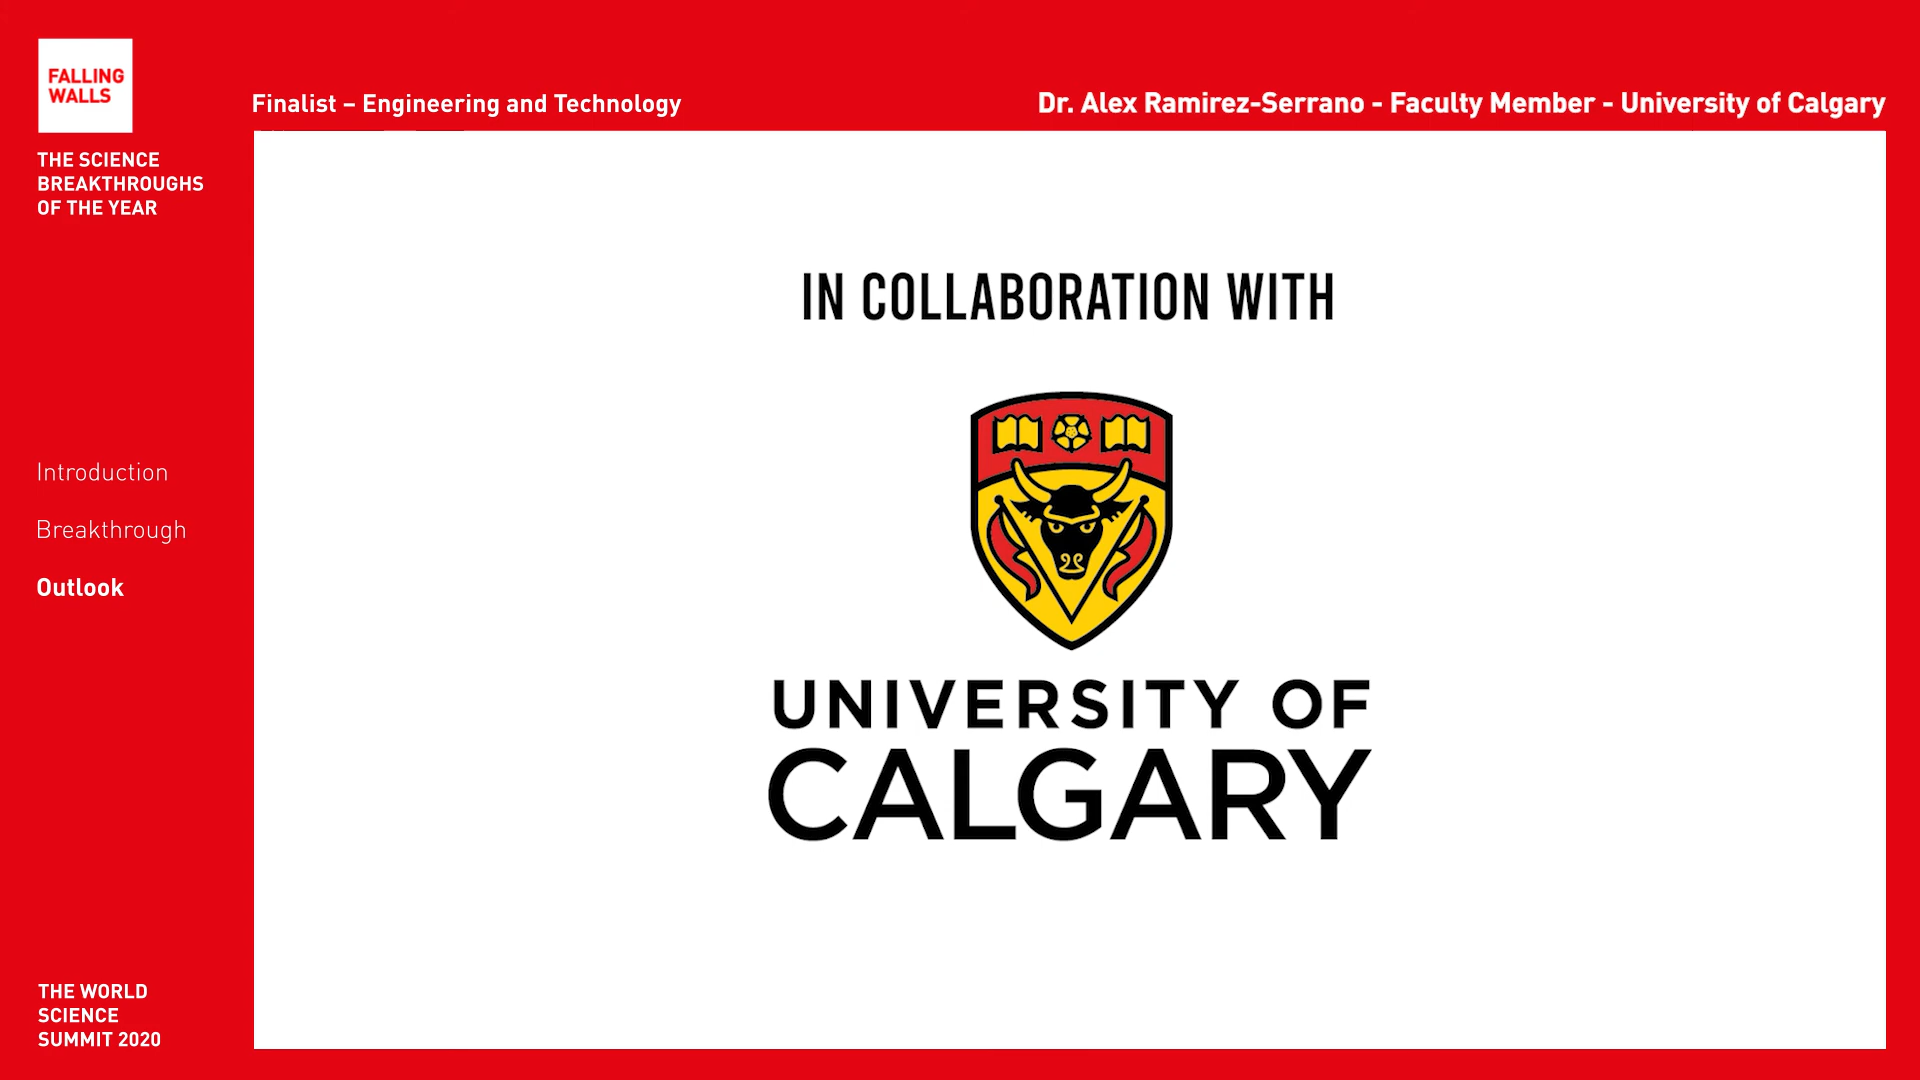 FALLING
WALLS
THE SCIENCE
BREAKTHROUGHS
OF THE YEAR
Finalist – Engineering and Technology
Dr. Alex Ramirez-Serrano - Faculty Member - University of Calgary
Introduction
Breakthrough
Outlook
IN COLLABORATION WITH
UNIVERSITY OF
CALGARY
THE WORLD
SCIENCE
SUMMIT 2020